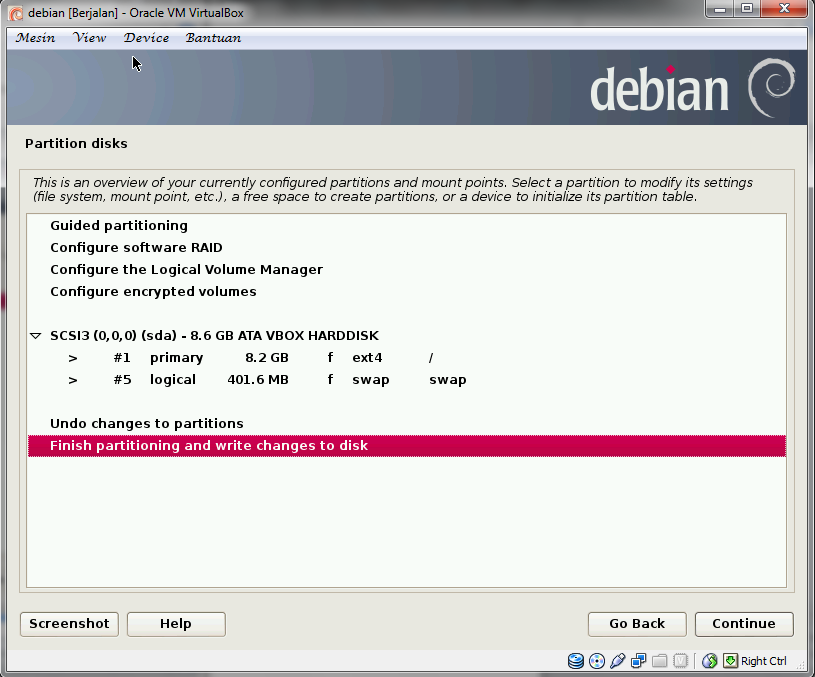 debian [Berjalan] - Oracle VM VirtualBox
Mesin View Device Bantuan
debian
Partition disks
This is an overview of your currently configured partitions and mount points. Select a partition to modify its settings
(file system, mount point, etc.), a free space to create partitions, or a device to initialize its partition table.
Guided partitioning
Configure software RAID
Configure the Logical Volume Manager
Configure encrypted volumes
SCSI3 (0,0,0) (sda) - 8.6 GB ATA VBOX HARDDISK
> #1 primary 8.2 GB f ext4 /
> #5 logical 401.6 MB f swap swap
Undo changes to partitions
Finish partitioning and write changes to disk
Screenshot Help Go Back Continue
Right Ctrl